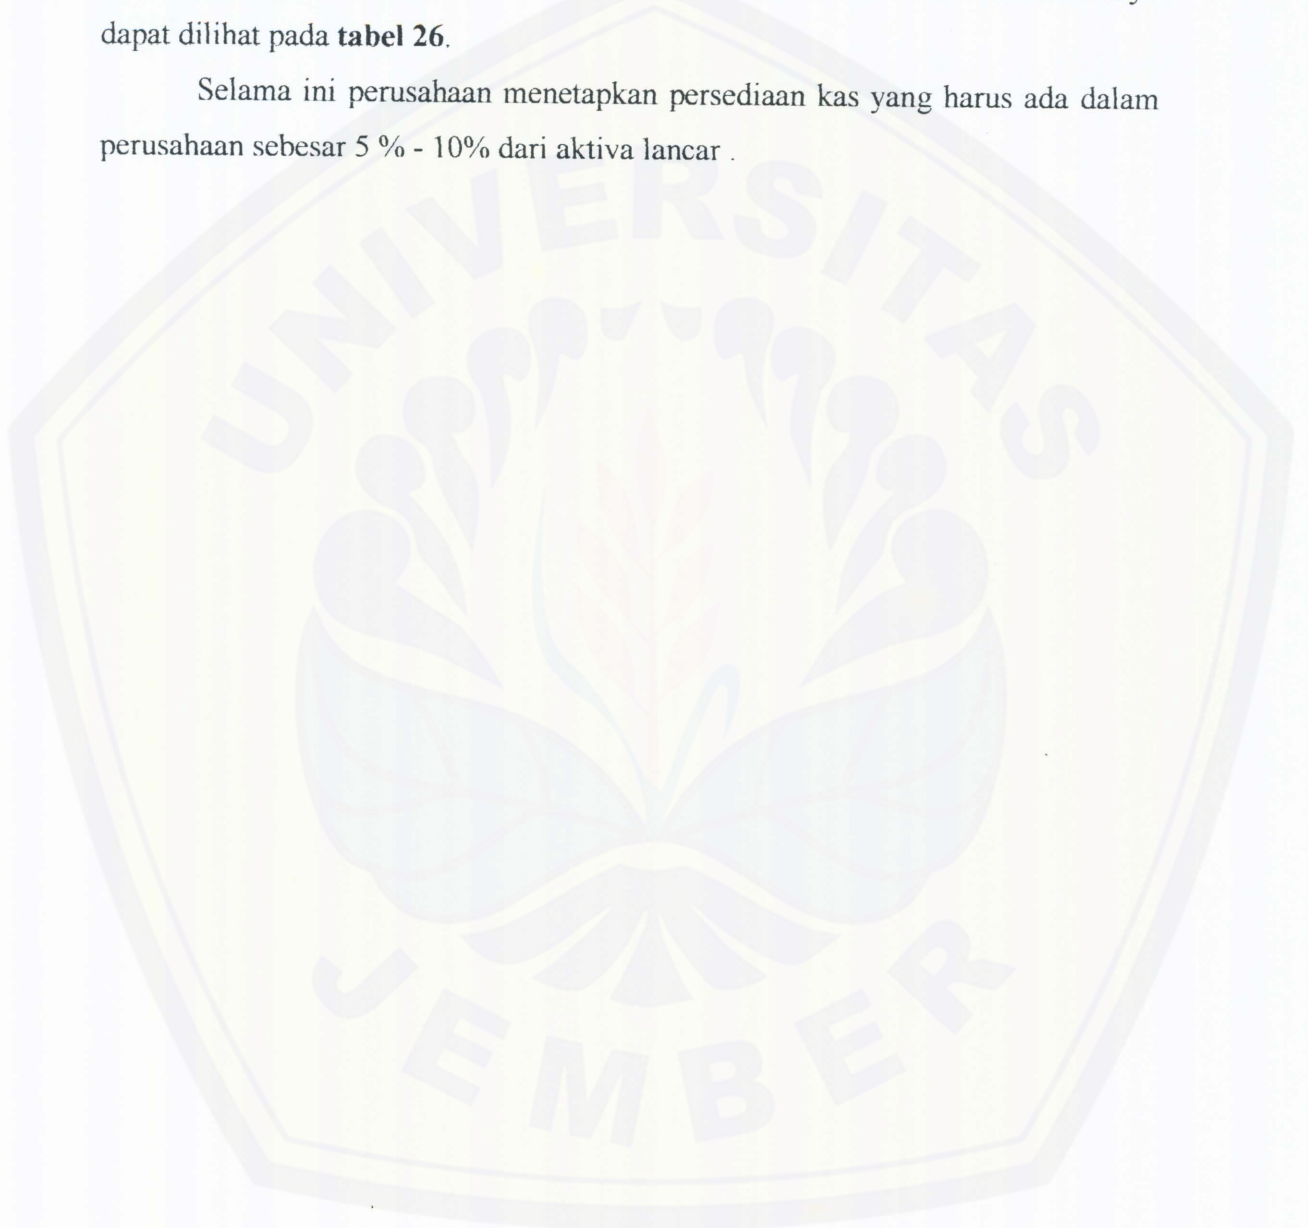 dapat dilihat pada tabel 26.
Selama ini perusahaan menetapkan persediaan kas yang harus ada dalam
perusahaan sebesar 5 % - 10% dari aktiva lancar .
UNIVERSITAS
JEMBER